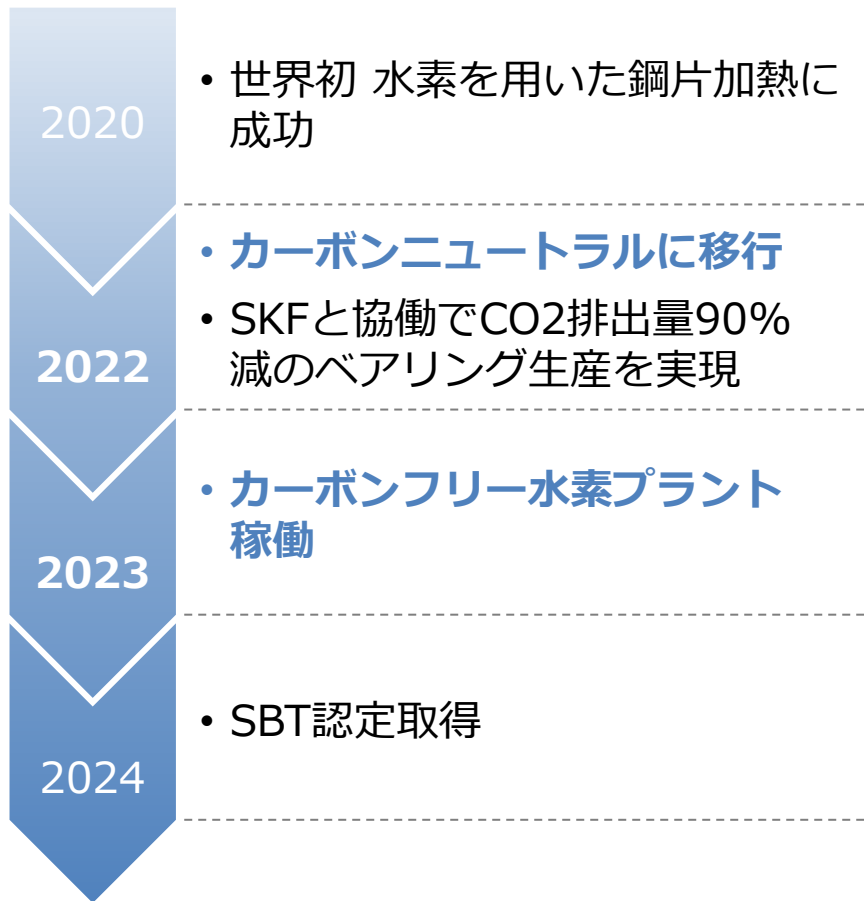 2020
• 世界初 水素を用いた鋼片加熱に
成功
2022
• カーボンニュートラルに移行
• SKFと協働でCO2排出量90%
減のベアリング生産を実現
2023
• カーボンフリー水素プラント
稼働
2024
• SBT認定取得